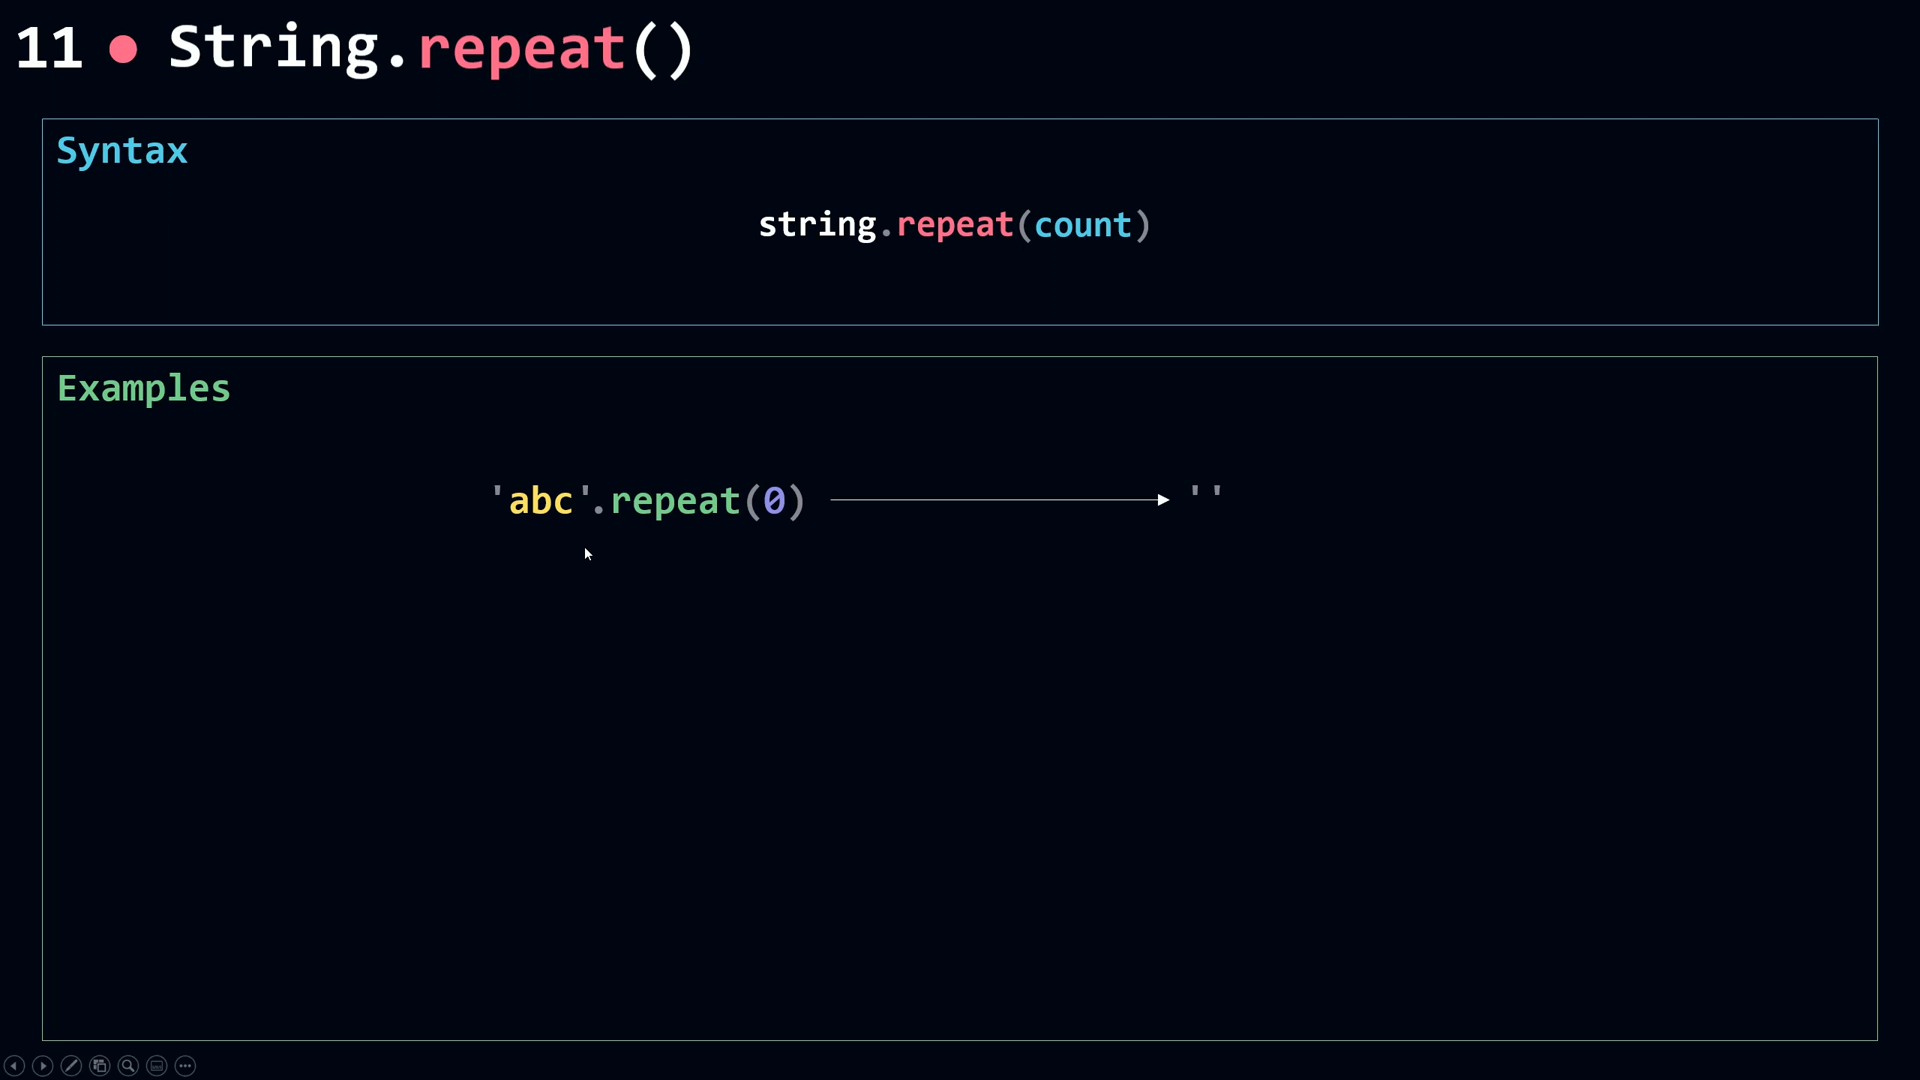 11 ● String.repeat()
Syntax
string.repeat(count)
Examples
'abc'.repeat(0) ''